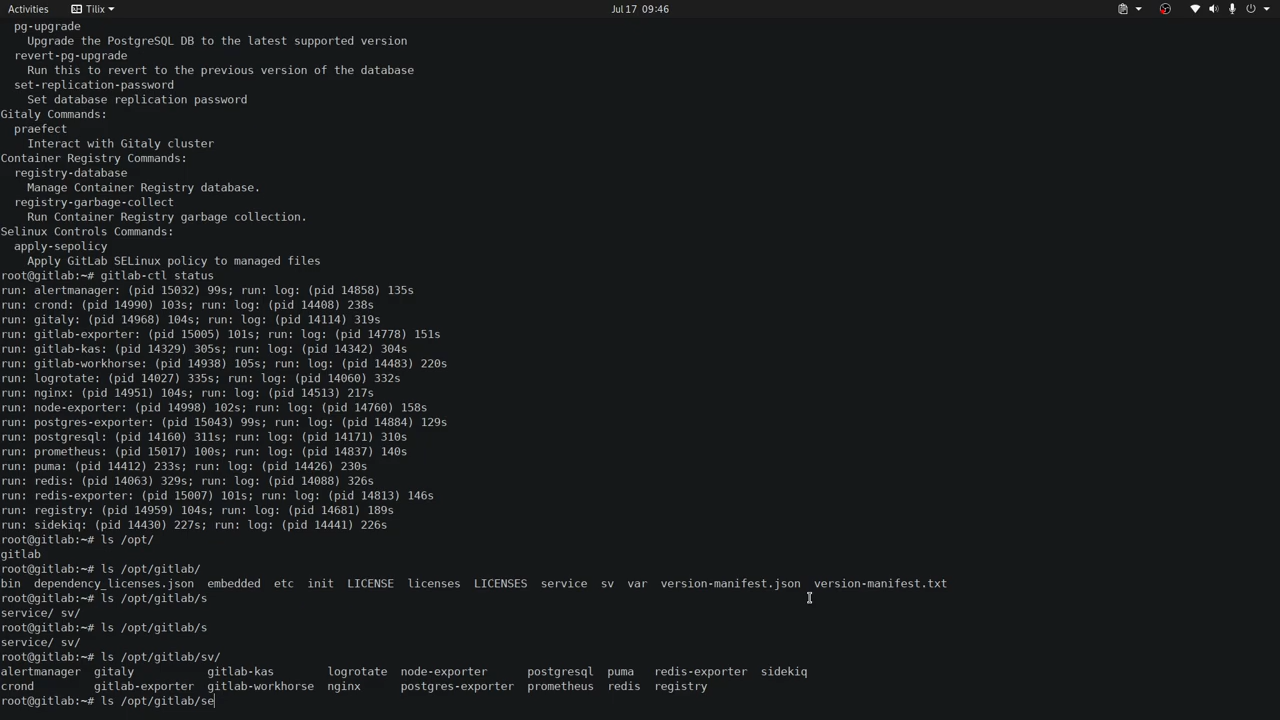 Activities Tilix Jul 17 09:46
pg-upgrade
Upgrade the PostgreSQL DB to the latest supported version
revert-pg-upgrade
Run this to revert to the previous version of the database
set-replication-password
Set database replication password
Gitaly Commands:
praefect
Interact with Gitaly cluster
Container Registry Commands:
registry-database
Manage Container Registry database.
registry-garbage-collect
Run Container Registry garbage collection.
Selinux Controls Commands:
apply-sepolicy
Apply GitLab SELinux policy to managed files
root@gitlab:~# gitlab-ctl status
run: alertmanager: (pid 15032) 99s; run: log: (pid 14858) 135s
run: crond: (pid 14990) 103s; run: log: (pid 14408) 238s
run: gitaly: (pid 14968) 104s; run: log: (pid 14114) 319s
run: gitlab-exporter: (pid 15005) 101s; run: log: (pid 14778) 151s
run: gitlab-kas: (pid 14329) 305s; run: log: (pid 14342) 304s
run: gitlab-workhorse: (pid 14938) 105s; run: log: (pid 14483) 220s
run: logrotate: (pid 14027) 335s; run: log: (pid 14060) 332s
run: nginx: (pid 14951) 104s; run: log: (pid 14513) 217s
run: node-exporter: (pid 14998) 102s; run: log: (pid 14760) 158s
run: postgres-exporter: (pid 15043) 99s; run: log: (pid 14884) 129s
run: postgresql: (pid 14160) 311s; run: log: (pid 14171) 310s
run: prometheus: (pid 15017) 100s; run: log: (pid 14837) 140s
run: puma: (pid 14412) 233s; run: log: (pid 14426) 230s
run: redis: (pid 14063) 329s; run: log: (pid 14088) 326s
run: redis-exporter: (pid 15007) 101s; run: log: (pid 14813) 146s
run: registry: (pid 14959) 104s; run: log: (pid 14681) 189s
run: sidekiq: (pid 14430) 227s; run: log: (pid 14441) 226s
root@gitlab:~# ls /opt/
gitlab
root@gitlab:~# ls /opt/gitlab/
bin dependency_licenses.json embedded etc init LICENSE licenses LICENSES service sv var version-manifest.json version-manifest.txt
root@gitlab:~# ls /opt/gitlab/s
service/ sv/
root@gitlab:~# ls /opt/gitlab/s
service/ sv/
root@gitlab:~# ls /opt/gitlab/sv/
alertmanager gitaly gitlab-kas logrotate node-exporter postgresql puma redis-exporter sidekiq
crond gitlab-exporter gitlab-workhorse nginx postgres-exporter prometheus redis registry
root@gitlab:~# ls /opt/gitlab/se